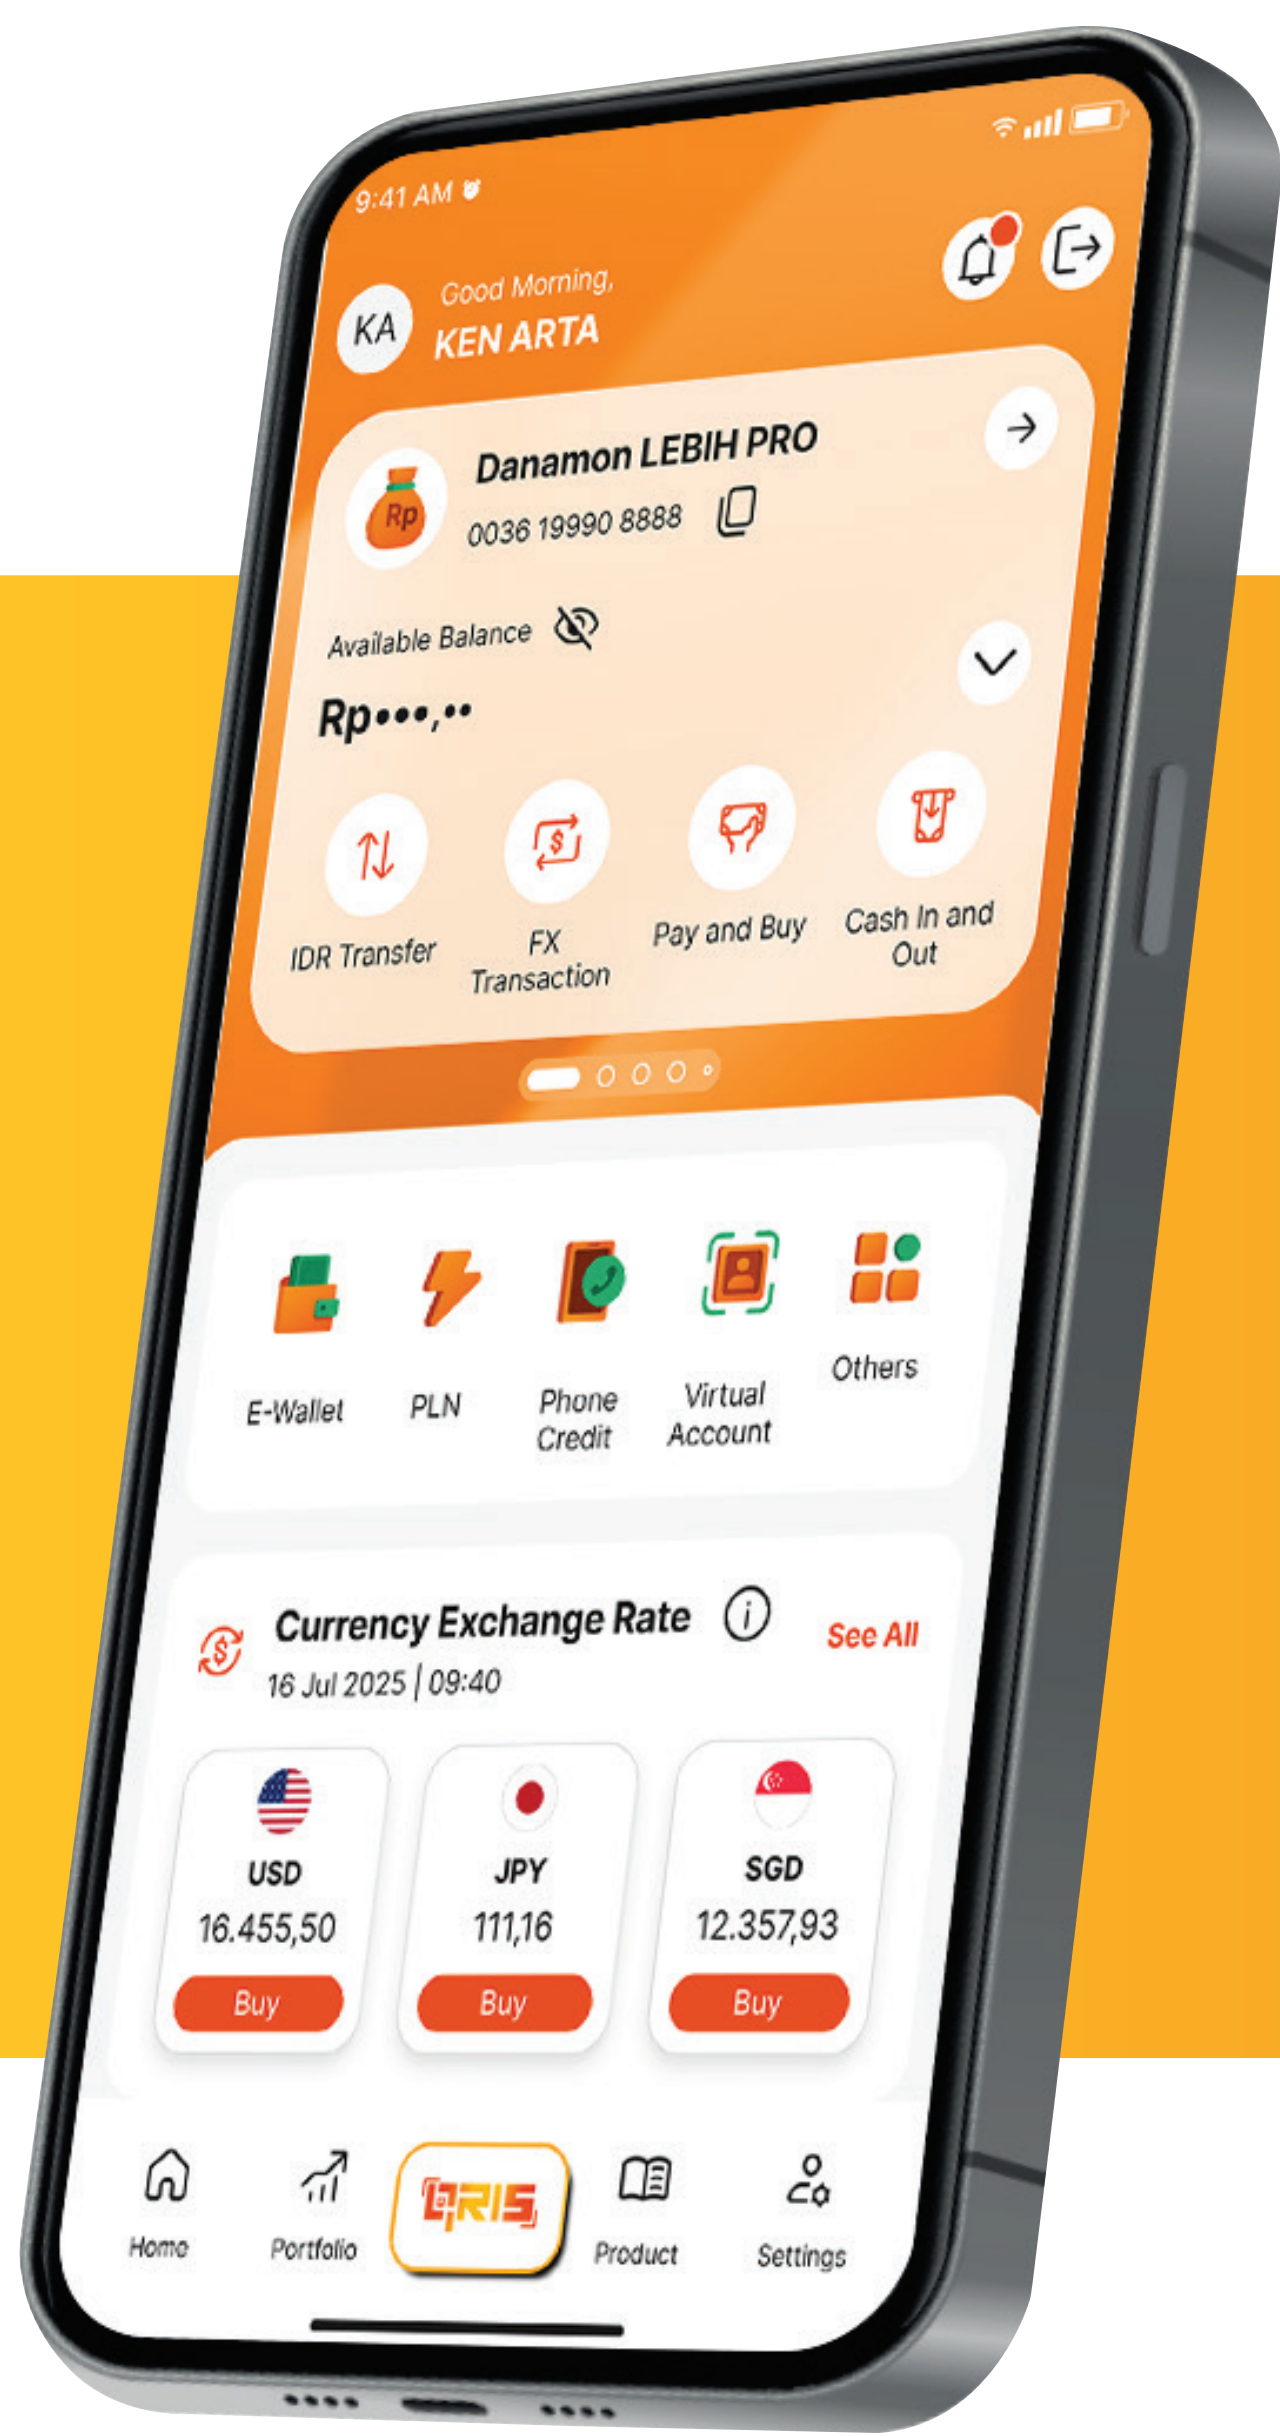 9:41 AM
KA
Good Morning,
KEN ARTA
Danamon LEBIH PRO
0036 19990 8888
Rp
Available Balance
Rp•••,••
IDR Transfer
FX
Transaction
Pay and Buy
Cash In and
Out
E-Wallet
PLN
Phone
Credit
Virtual
Account
Others
Currency Exchange Rate
See All
16 Jul 2025 | 09:40
USD
16.455,50
Buy
JPY
111,16
Buy
SGD
12.357,93
Buy
Home
Portfolio
QRIS
Product
Settings